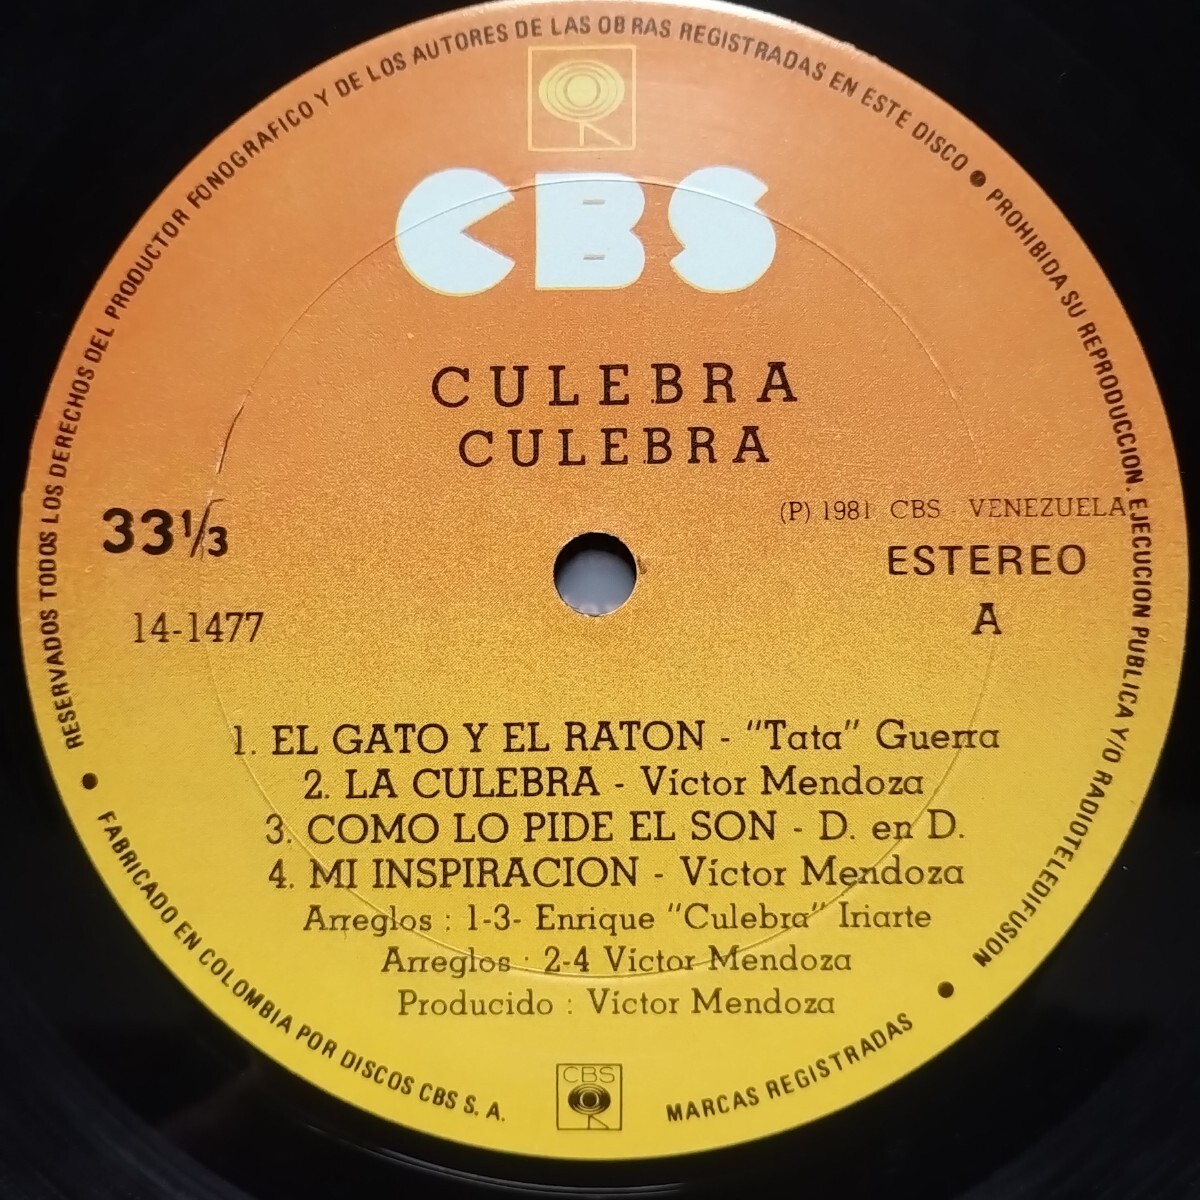 RESERVADOS TODOS LOS DERECHOS DEL PRODUCTOR FONOGRAFICO Y DE LOS AUTORES DE LAS OBRAS REGISTRADAS EN ESTE DISCO • PROHIBIDA SU REPRODUCCION. EJECUCION PUBLICA Y/O RADIOTELEDIFUSION
CBS
CULEBRA
CULEBRA
(P) 1981 CBS - VENEZUELA
33 1/3
ESTEREO
14-1477
A
1. EL GATO Y EL RATON - "Tata" Guerra
2. LA CULEBRA - Víctor Mendoza
3. COMO LO PIDE EL SON - D. en D.
4. MI INSPIRACION - Víctor Mendoza
Arreglos : 1-3- Enrique "Culebra" Iriarte
Arreglos : 2-4 Víctor Mendoza
Producido : Víctor Mendoza
CBS
• FABRICADO EN COLOMBIA POR DISCOS CBS S. A.
MARCAS REGISTRADAS •